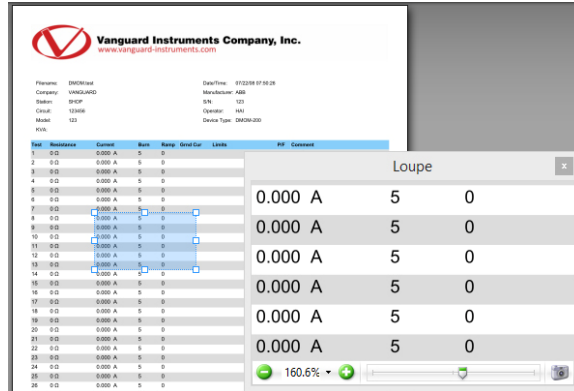 Vanguard Instruments Company, Inc.
www.vanguard-instruments.com
Filename: DMOM.last Date/Time: 07/22/08 07:50:26
Company: VANGUARD Manufacturer: ABB
Station: SHOP S/N: 123
Circuit: 123456 Operator: HAI
Model: 123 Device Type: DMOM-200
KVA:
Test Resistance Current Burn Ramp Grnd Cur Limits P/F Comment
1 0 Ω 0.000 A 5 0
2 0 Ω 0.000 A 5 0
3 0 Ω 0.000 A 5 0
4 0 Ω 0.000 A 5 0
5 0 Ω 0.000 A 5 0
6 0 Ω 0.000 A 5 0
7 0 Ω 0.000 A 5 0
8 0 Ω 0.000 A 5 0
9 0 Ω 0.000 A 5 0
10 0 Ω 0.000 A 5 0
11 0 Ω 0.000 A 5 0
12 0 Ω 0.000 A 5 0
13 0 Ω 0.000 A 5 0
14 0 Ω 0.000 A 5 0
15 0 Ω 0.000 A 5 0
16 0 Ω 0.000 A 5 0
17 0 Ω 0.000 A 5 0
18 0 Ω 0.000 A 5 0
19 0 Ω 0.000 A 5 0
20 0 Ω 0.000 A 5 0
21 0 Ω 0.000 A 5 0
22 0 Ω 0.000 A 5 0
23 0 Ω 0.000 A 5 0
24 0 Ω 0.000 A 5 0
25 0 Ω 0.000 A 5 0
26 0 Ω 0.000 A 5 0
Loupe x
0.000 A 5 0
0.000 A 5 0
0.000 A 5 0
0.000 A 5 0
0.000 A 5 0
0.000 A 5 0
160.6%